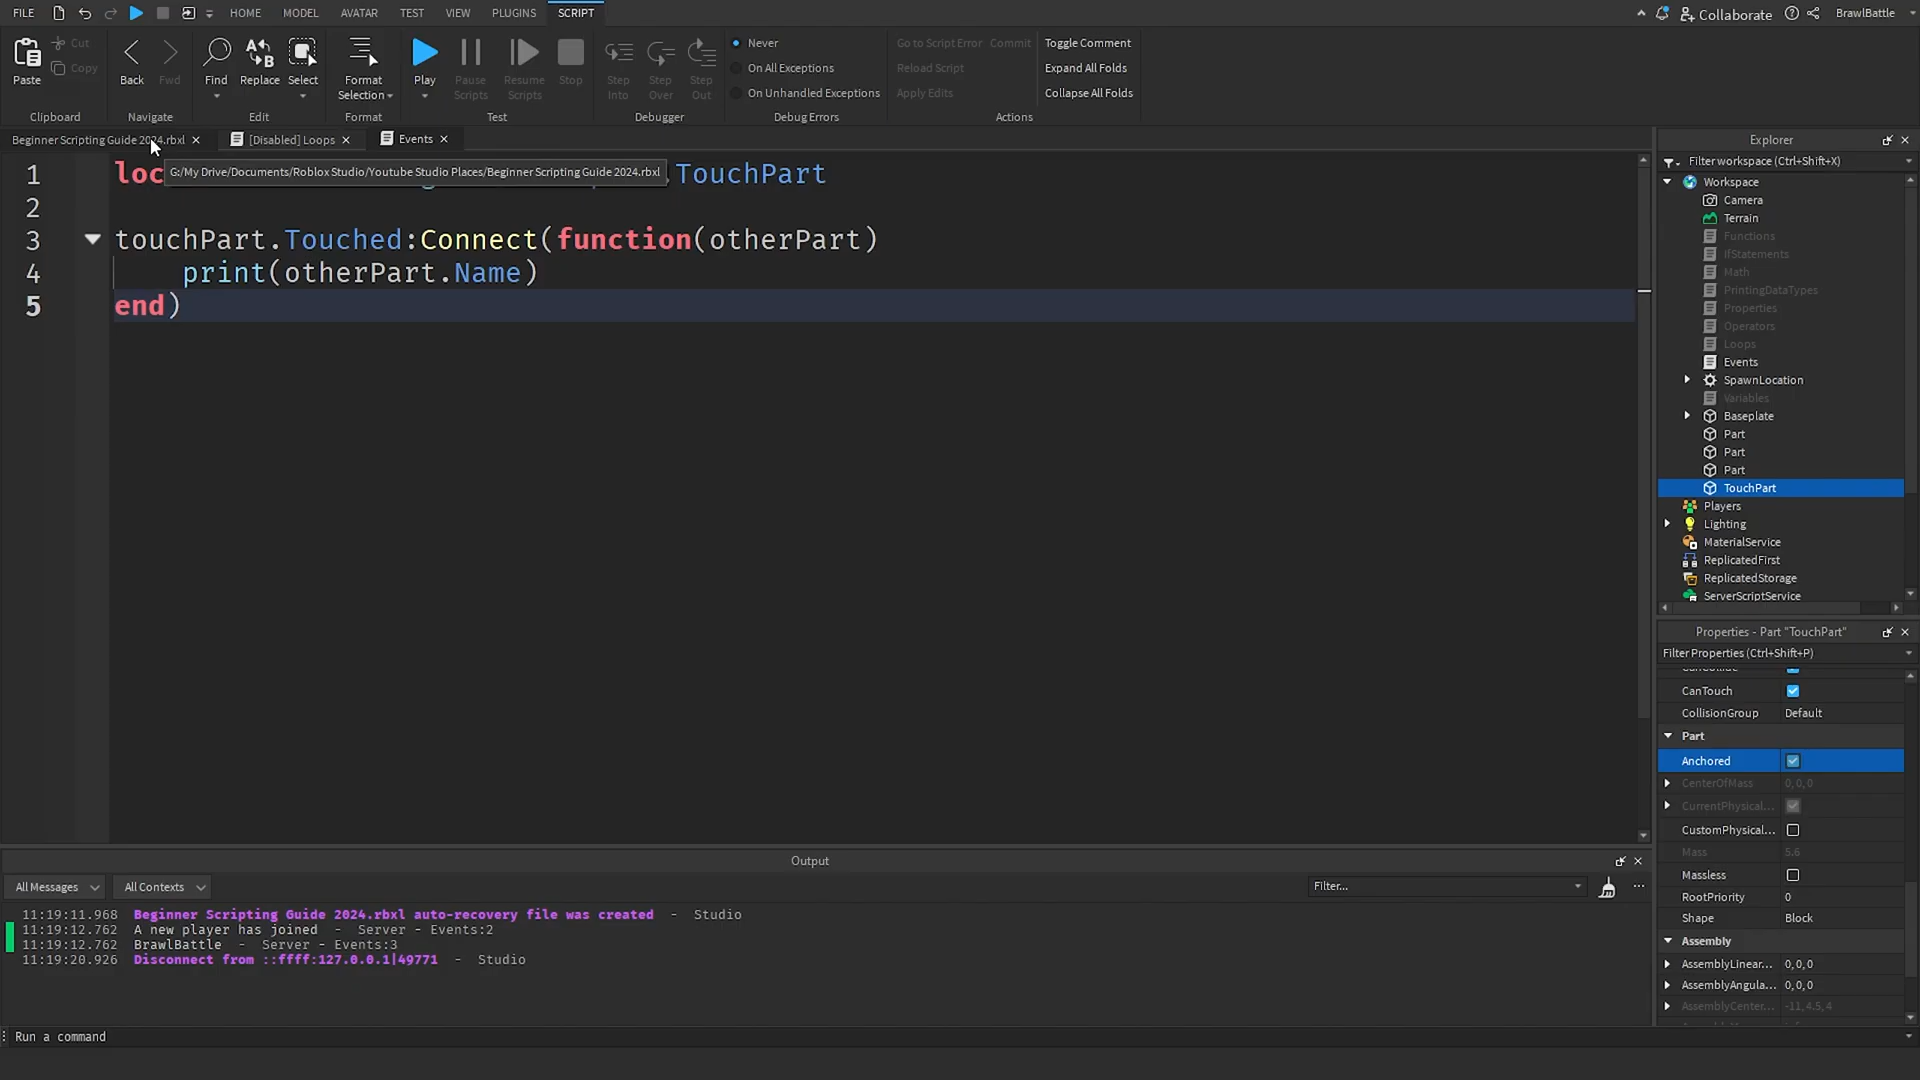 FILE HOME MODEL AVATAR TEST VIEW PLUGINS SCRIPT Collaborate BrawlBattle
Paste Cut Copy Back Fwd Find Replace Select Format Selection Play Pause Scripts Resume Scripts Stop Step Into Step Over Step Out
Never Go to Script Error Commit Toggle Comment
On All Exceptions Reload Script Expand All Folds
On Unhandled Exceptions Apply Edits Collapse All Folds
Clipboard Navigate Edit Format Test Debugger Debug Errors Actions
Beginner Scripting Guide 2024.rbxl [Disabled] Loops Events
G:/My Drive/Documents/Roblox Studio/Youtube Studio Places/Beginner Scripting Guide 2024.rbxl
1 loc .TouchPart
2
3 touchPart.Touched:Connect(function(otherPart)
4 print(otherPart.Name)
5 end)
Explorer
Filter workspace (Ctrl+Shift+X)
Workspace
Camera
Terrain
Functions
IfStatements
Math
PrintingDataTypes
Properties
Operators
Loops
Events
SpawnLocation
Variables
Baseplate
Part
Part
Part
TouchPart
Players
Lighting
MaterialService
ReplicatedFirst
ReplicatedStorage
ServerScriptService
Properties - Part "TouchPart"
Filter Properties (Ctrl+Shift+P)
CanTouch
CollisionGroup Default
Part
Anchored
CenterOfMass 0,0,0
CurrentPhysical...
CustomPhysical...
Mass 5.6
Massless
RootPriority 0
Shape Block
Assembly
AssemblyLinear... 0,0,0
AssemblyAngula... 0,0,0
AssemblyCenter... -11,4.5,4
Output
All Messages All Contexts Filter... ...
11:19:11.968 Beginner Scripting Guide 2024.rbxl auto-recovery file was created - Studio
11:19:12.762 A new player has joined - Server - Events:2
11:19:12.762 BrawlBattle - Server - Events:3
11:19:20.926 Disconnect from ::ffff:127.0.0.1|49771 - Studio
Run a command